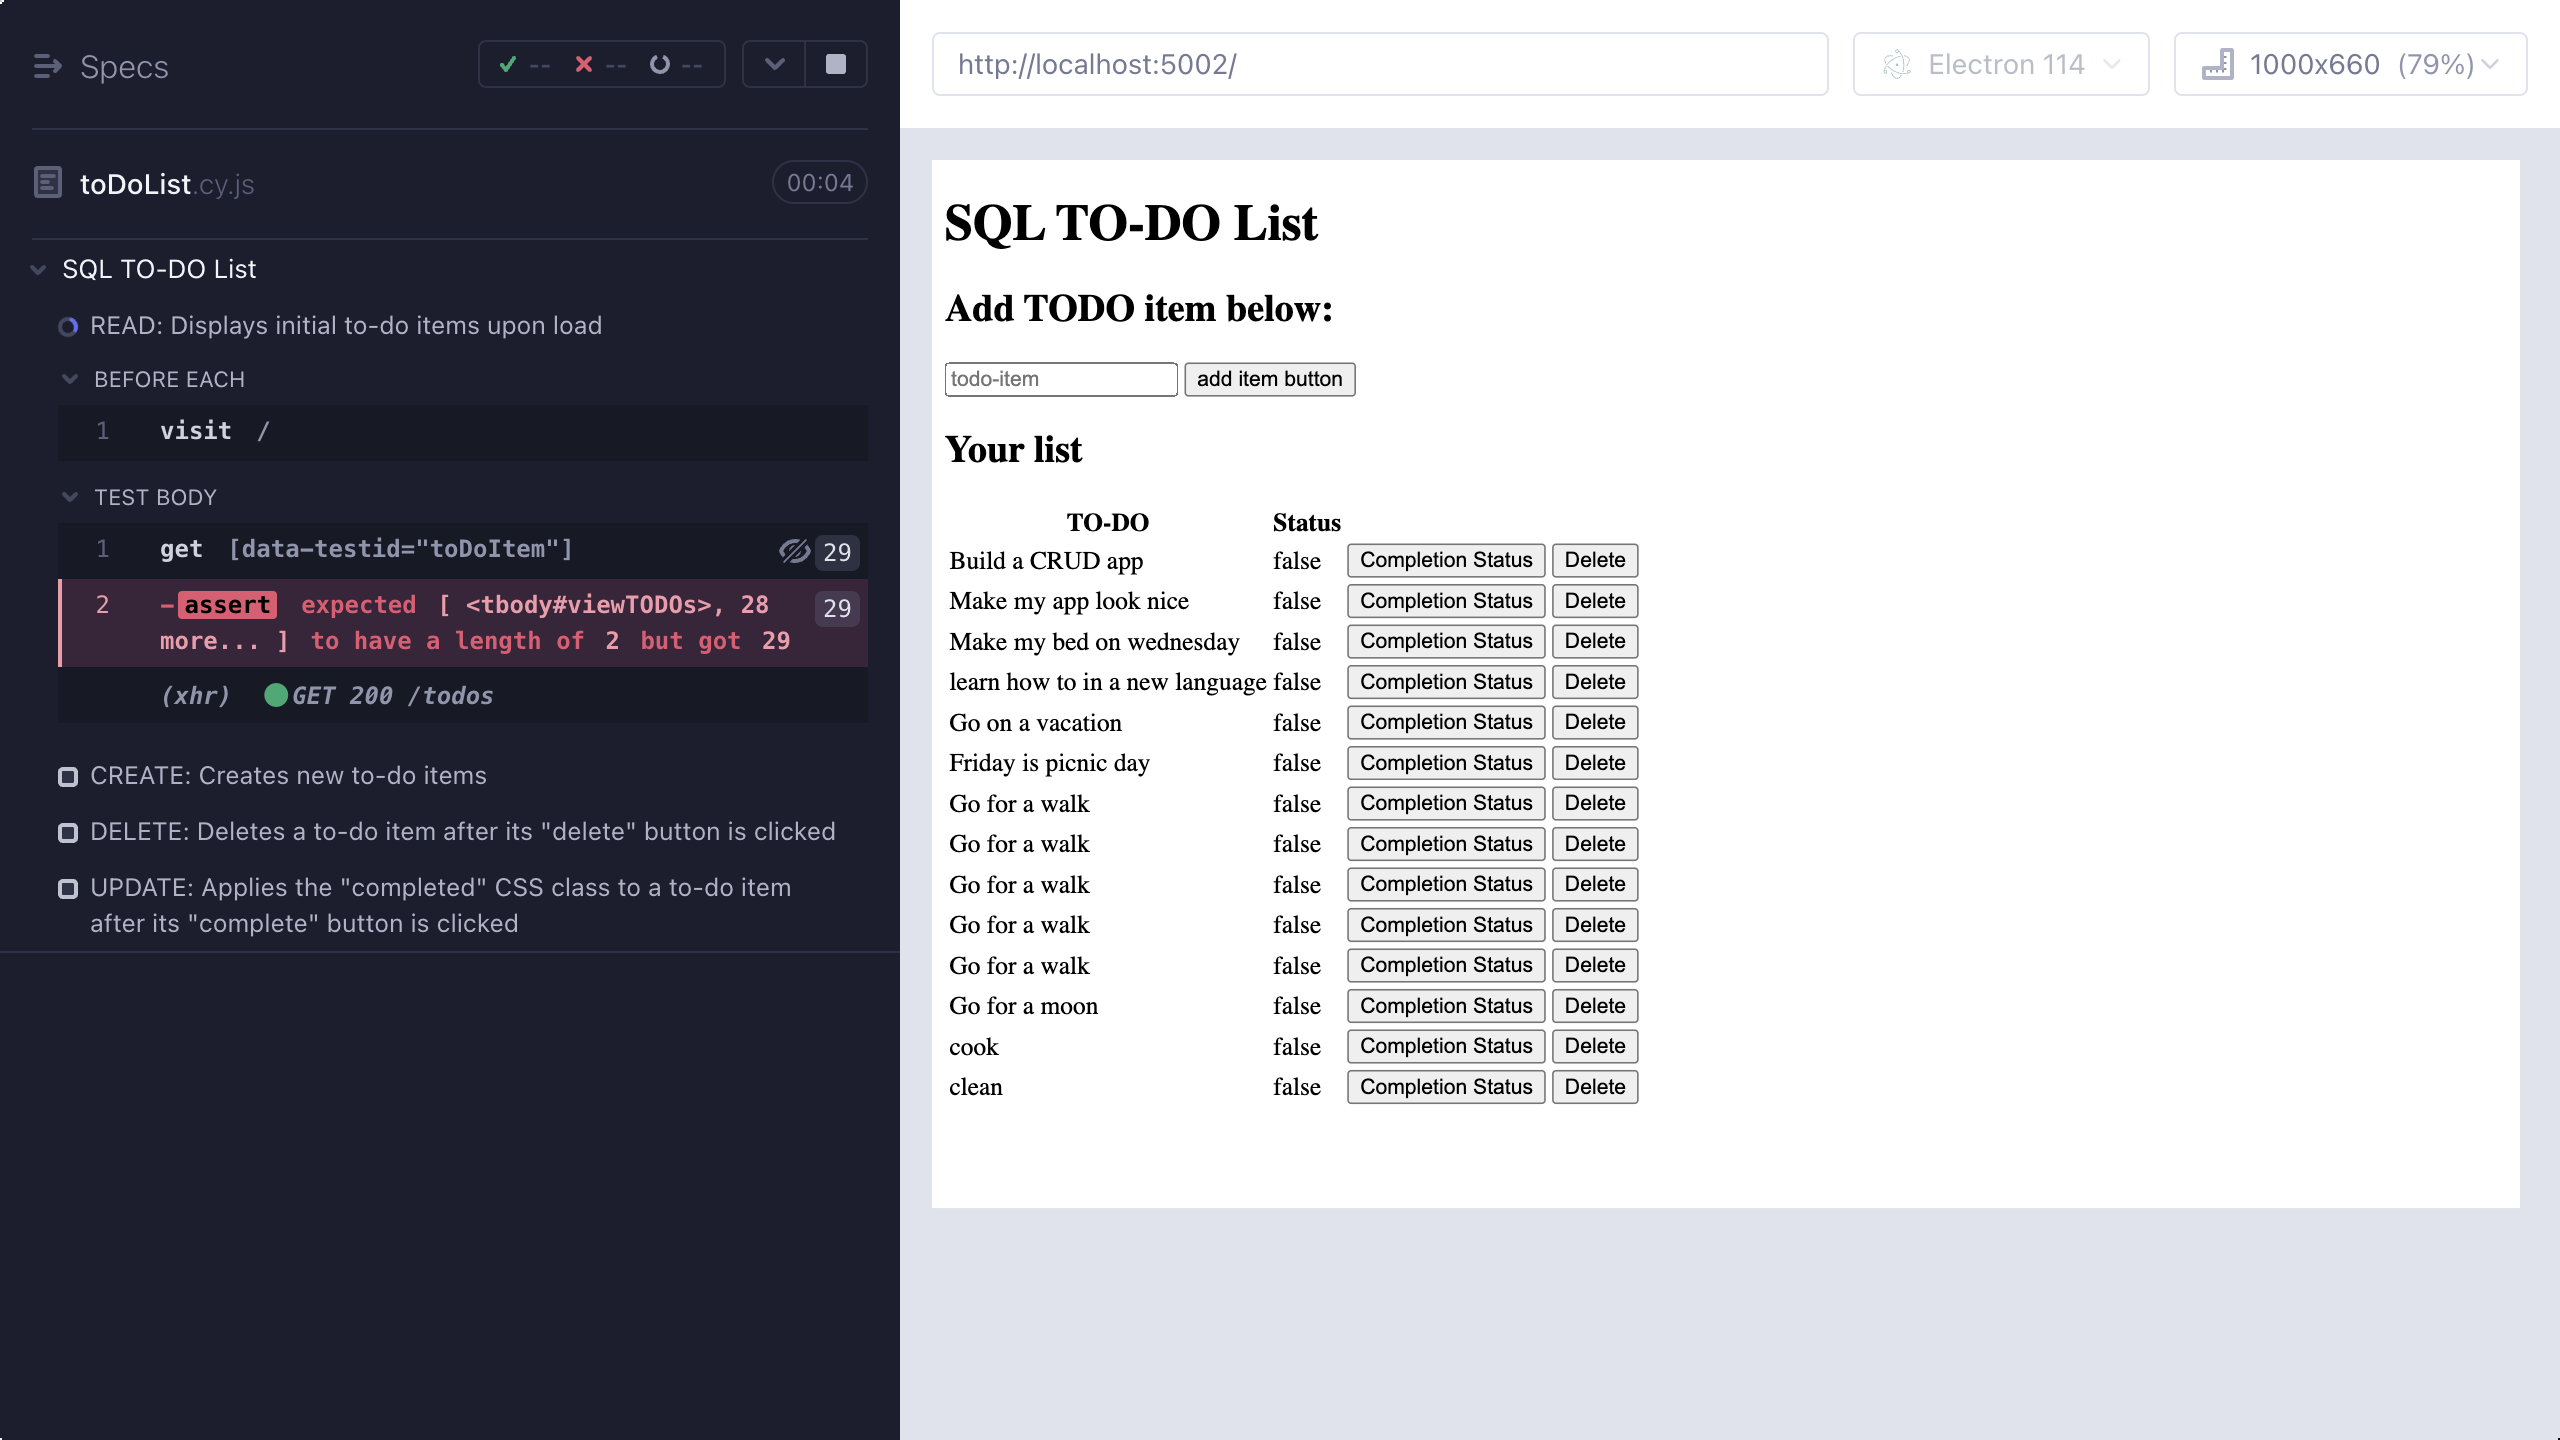 Specs
-- -- --
toDoList.cy.js
00:04
SQL TO-DO List
READ: Displays initial to-do items upon load
BEFORE EACH
1 visit /
TEST BODY
1 get [data-testid="toDoItem"] 29
2 -assert expected [ <tbody#viewTODOs>, 28 29
more... ] to have a length of 2 but got 29
(xhr) GET 200 /todos
CREATE: Creates new to-do items
DELETE: Deletes a to-do item after its "delete" button is clicked
UPDATE: Applies the "completed" CSS class to a to-do item
after its "complete" button is clicked
http://localhost:5002/
Electron 114
1000x660 (79%)
SQL TO-DO List
Add TODO item below:
todo-item add item button
Your list
TO-DO Status
Build a CRUD app false Completion Status Delete
Make my app look nice false Completion Status Delete
Make my bed on wednesday false Completion Status Delete
learn how to in a new language false Completion Status Delete
Go on a vacation false Completion Status Delete
Friday is picnic day false Completion Status Delete
Go for a walk false Completion Status Delete
Go for a walk false Completion Status Delete
Go for a walk false Completion Status Delete
Go for a walk false Completion Status Delete
Go for a walk false Completion Status Delete
Go for a moon false Completion Status Delete
cook false Completion Status Delete
clean false Completion Status Delete